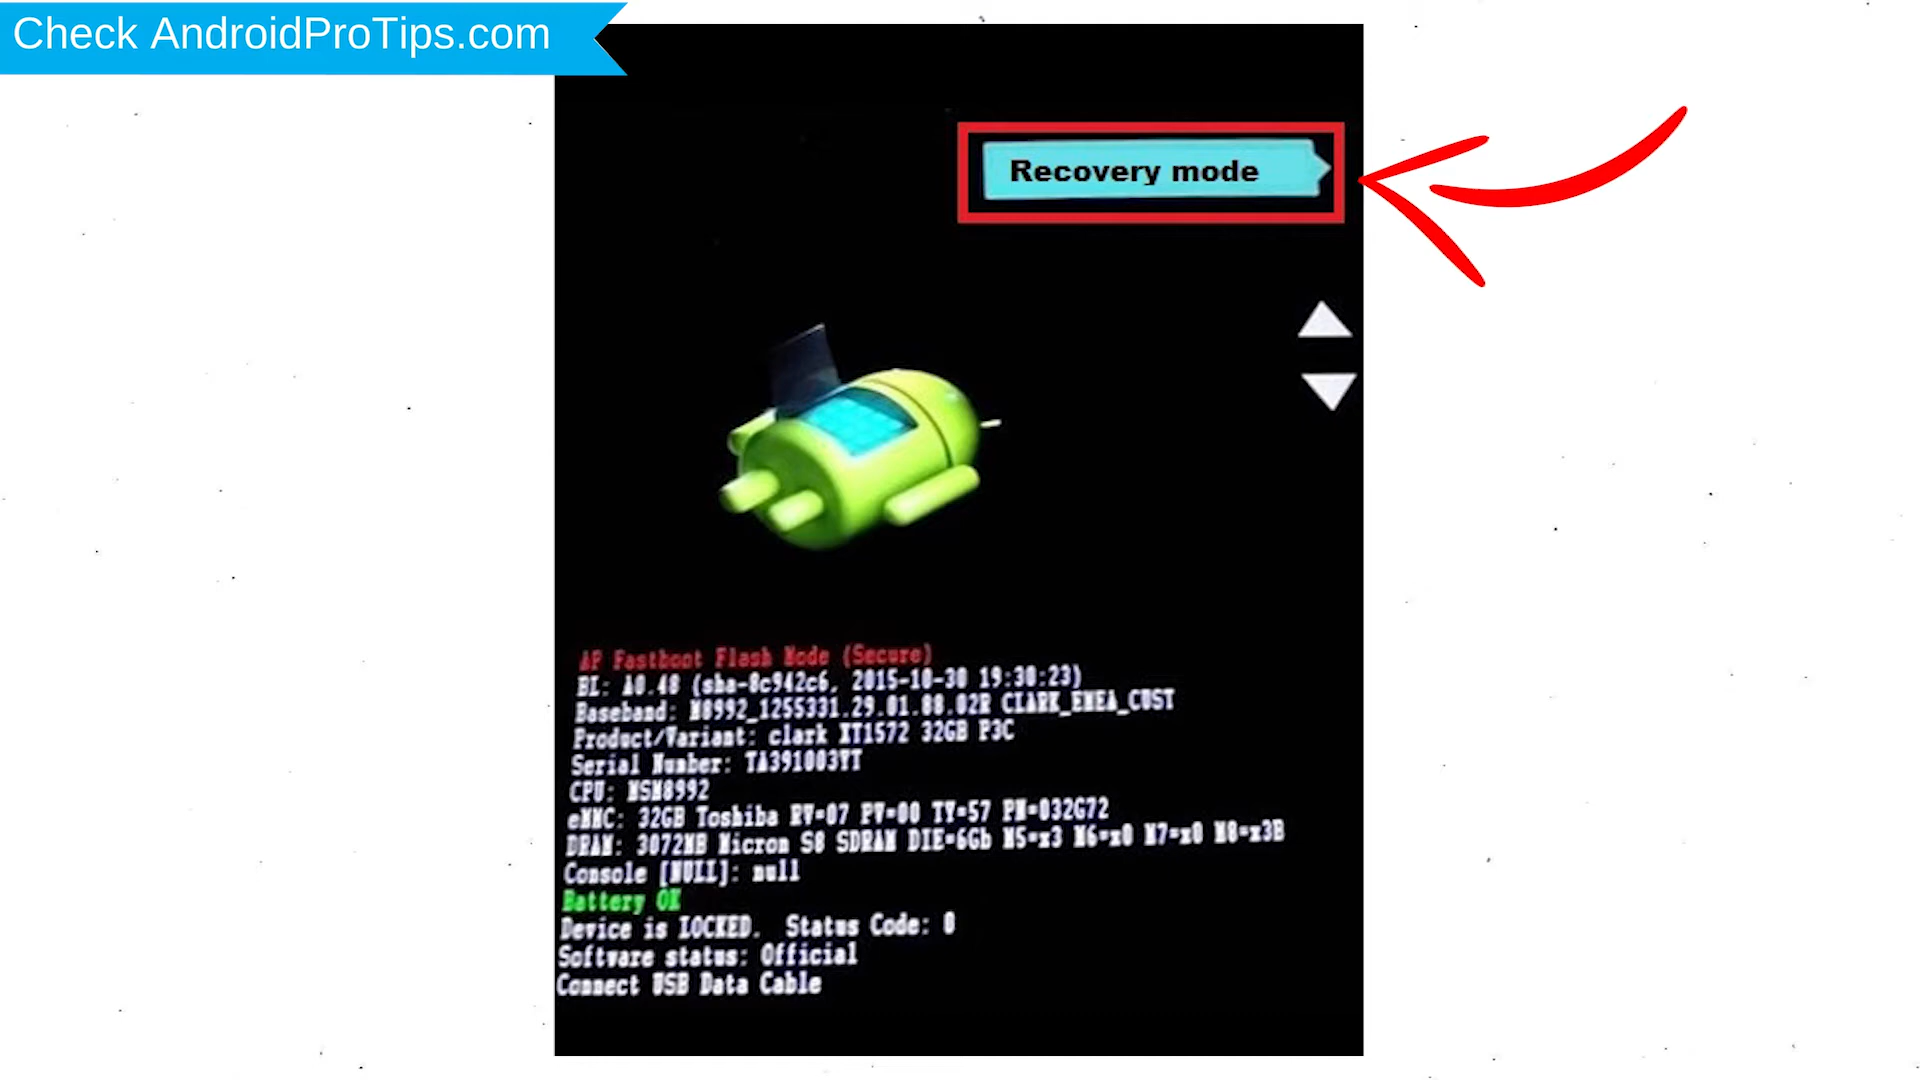 Check AndroidProTips.com
Recovery mode
AP Fastboot Flash Mode (Secure)
BL: A0.48 (sha-8c942c6, 2015-10-30 19:30:23)
Baseband: M8992_1255331.29.01.88.02R CLARK_EMEA_CUST
Product/Variant: clark XT1572 32GB P3C
Serial Number: TA391003YT
CPU: MSM8992
eMMC: 32GB Toshiba RV=07 PV=00 TY=57 PN=032G72
DRAM: 3072MB Micron S8 SDRAM DIE=6Gb M5=x3 M6=x0 M7=x0 M8=x3B
Console [NULL]: null
Battery OK
Device is LOCKED. Status Code: 0
Software status: Official
Connect USB Data Cable